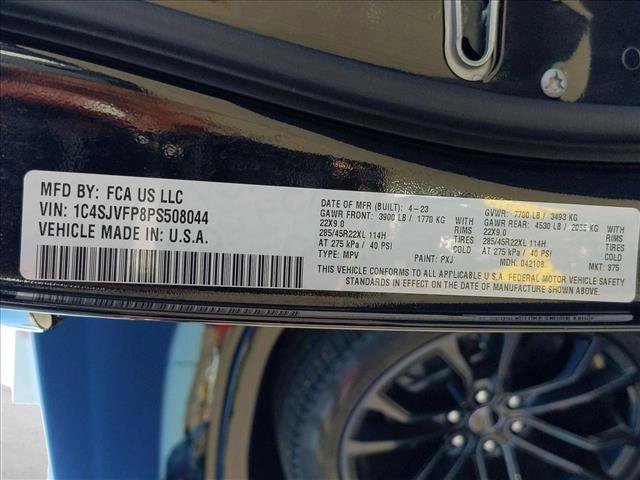 MFD BY: FCA US LLC
VIN: 1C4SJVFP8PS508044
VEHICLE MADE IN: U.S.A.
DATE OF MFR (BUILT): 4-23
GVWR: 7700 LB / 3493 KG
GAWR FRONT: 3900 LB / 1770 KG WITH
GAWR REAR: 4530 LB / 2055 KG WITH
22X9.0 RIMS
22X9.0 RIMS
285/45R22XL 114H
285/45R22XL 114H
AT 275 kPa / 40 PSI COLD
AT 275 kPa / 40 PSI COLD
TYPE: MPV PAINT: PXJ MDH: 042108 MKT: 875
THIS VEHICLE CONFORMS TO ALL APPLICABLE U.S.A. FEDERAL MOTOR VEHICLE SAFETY
STANDARDS IN EFFECT ON THE DATE OF MANUFACTURE SHOWN ABOVE.